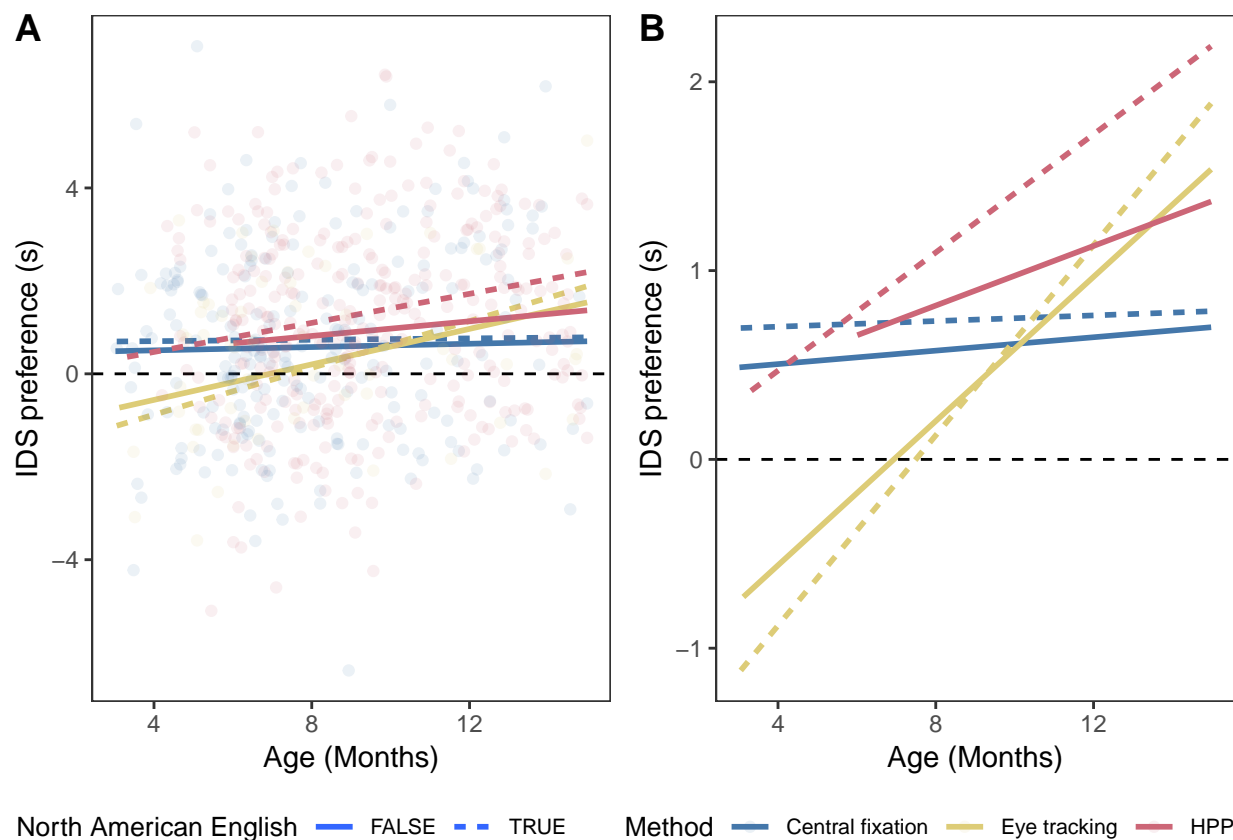 A
B
IDS preference (s)
4
0
−4
4
8
12
Age (Months)
IDS preference (s)
2
1
0
−1
4
8
12
Age (Months)
North American English FALSE TRUE Method Central fixation Eye tracking HPP